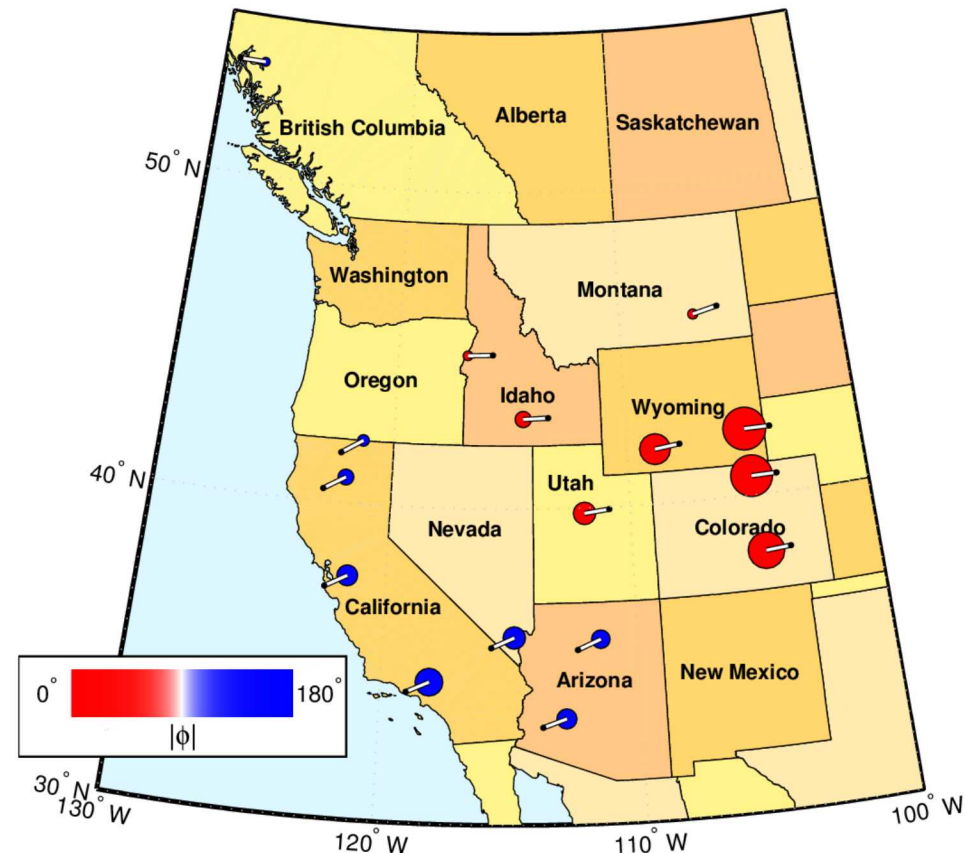 British Columbia
Alberta
Saskatchewan
50° N
Washington
Montana
Oregon
Idaho
Wyoming
40° N
Utah
Nevada
Colorado
California
Arizona
New Mexico
0°
180°
|ϕ|
30° N
130° W
120° W
110° W
100° W